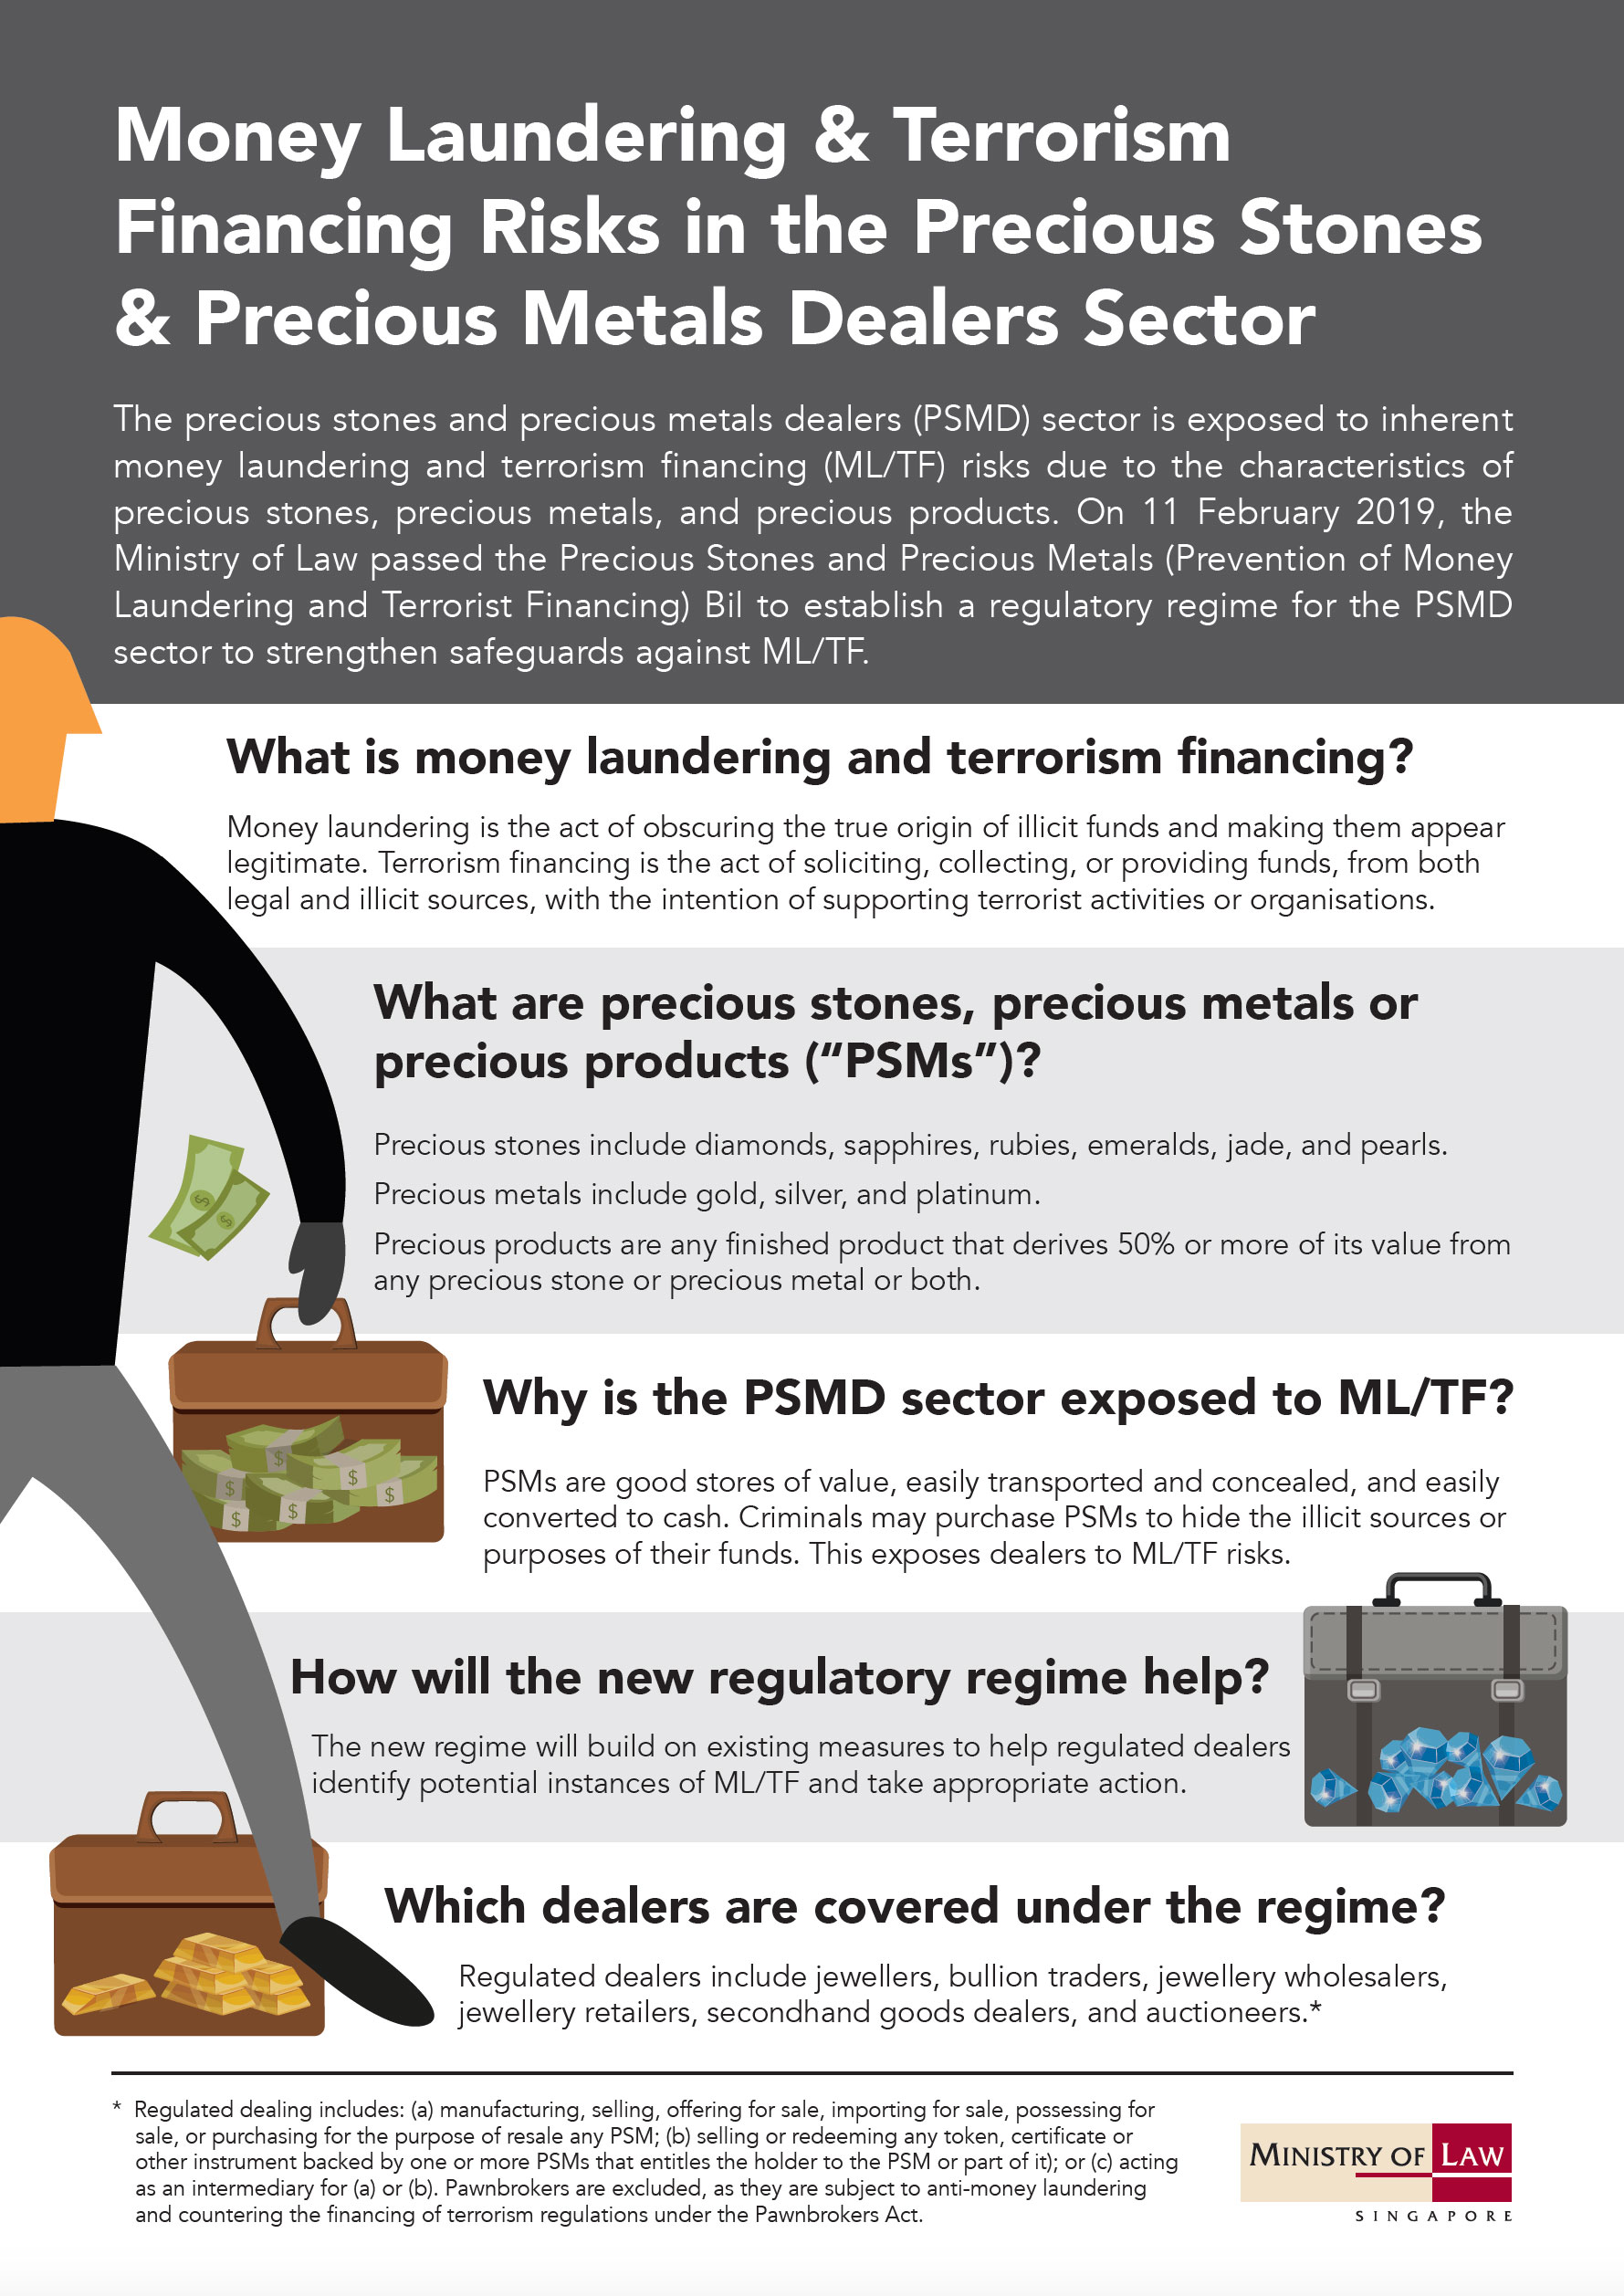 Money Laundering & Terrorism
Financing Risks in the Precious Stones
& Precious Metals Dealers Sector
The precious stones and precious metals dealers (PSMD) sector is exposed to inherent
money laundering and terrorism financing (ML/TF) risks due to the characteristics of
precious stones, precious metals, and precious products. On 11 February 2019, the
Ministry of Law passed the Precious Stones and Precious Metals (Prevention of Money
Laundering and Terrorist Financing) Bil to establish a regulatory regime for the PSMD
sector to strengthen safeguards against ML/TF.
What is money laundering and terrorism financing?
Money laundering is the act of obscuring the true origin of illicit funds and making them appear
legitimate. Terrorism financing is the act of soliciting, collecting, or providing funds, from both
legal and illicit sources, with the intention of supporting terrorist activities or organisations.
What are precious stones, precious metals or
precious products (“PSMs”)?
Precious stones include diamonds, sapphires, rubies, emeralds, jade, and pearls.
Precious metals include gold, silver, and platinum.
Precious products are any finished product that derives 50% or more of its value from
any precious stone or precious metal or both.
$
$
Why is the PSMD sector exposed to ML/TF?
PSMs are good stores of value, easily transported and concealed, and easily
converted to cash. Criminals may purchase PSMs to hide the illicit sources or
purposes of their funds. This exposes dealers to ML/TF risks.
$
$
$
$
$
$
How will the new regulatory regime help?
The new regime will build on existing measures to help regulated dealers
identify potential instances of ML/TF and take appropriate action.
Which dealers are covered under the regime?
Regulated dealers include jewellers, bullion traders, jewellery wholesalers,
jewellery retailers, secondhand goods dealers, and auctioneers.*
* Regulated dealing includes: (a) manufacturing, selling, offering for sale, importing for sale, possessing for
sale, or purchasing for the purpose of resale any PSM; (b) selling or redeeming any token, certificate or
other instrument backed by one or more PSMs that entitles the holder to the PSM or part of it); or (c) acting
as an intermediary for (a) or (b). Pawnbrokers are excluded, as they are subject to anti-money laundering
and countering the financing of terrorism regulations under the Pawnbrokers Act.
MINISTRY OF LAW
SINGAPORE